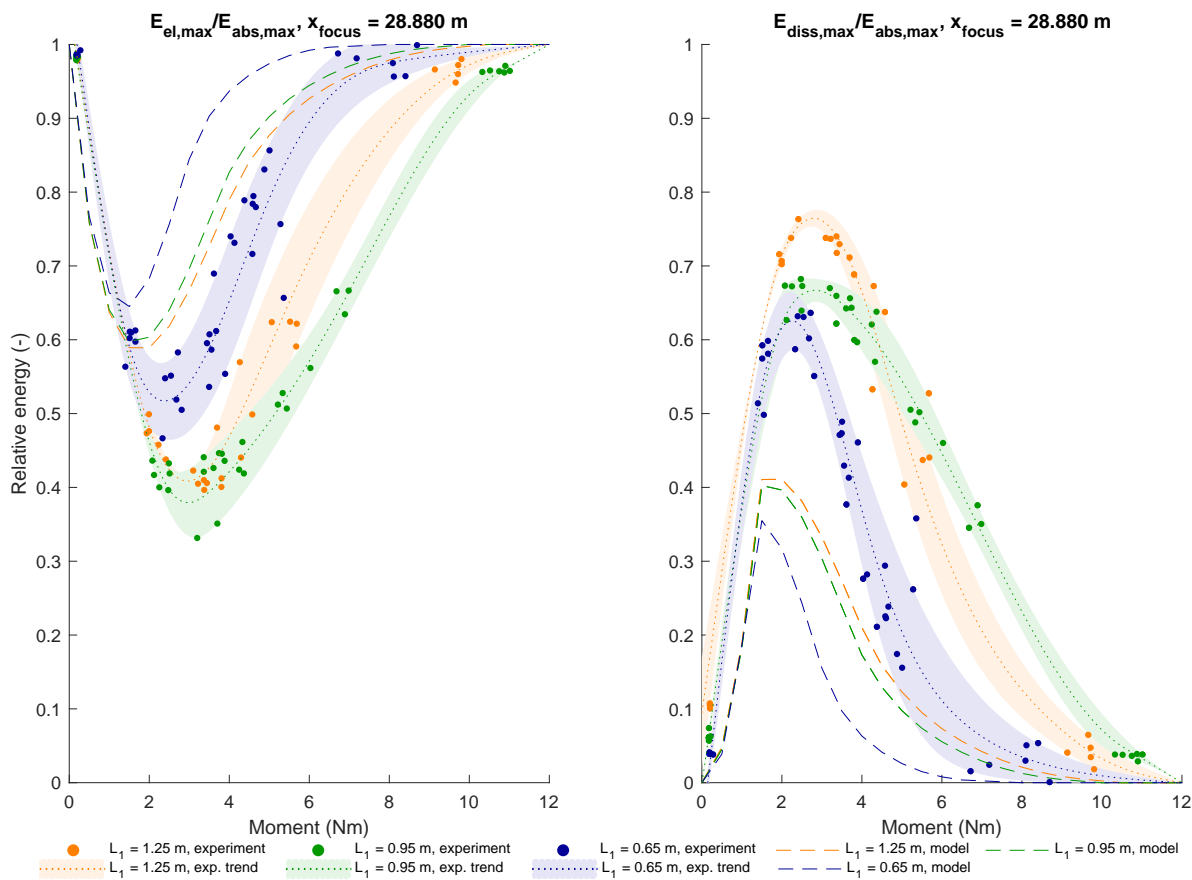 E_el,max/E_abs,max, x_focus = 28.880 m
E_diss,max/E_abs,max, x_focus = 28.880 m
Relative energy (-)
1
0.9
0.8
0.7
0.6
0.5
0.4
0.3
0.2
0.1
0
0 2 4 6 8 10 12
Moment (Nm)
1
0.9
0.8
0.7
0.6
0.5
0.4
0.3
0.2
0.1
0
0 2 4 6 8 10 12
Moment (Nm)
L_1 = 1.25 m, experiment L_1 = 0.95 m, experiment L_1 = 0.65 m, experiment L_1 = 1.25 m, model L_1 = 0.95 m, model
L_1 = 1.25 m, exp. trend L_1 = 0.95 m, exp. trend L_1 = 0.65 m, exp. trend L_1 = 0.65 m, model